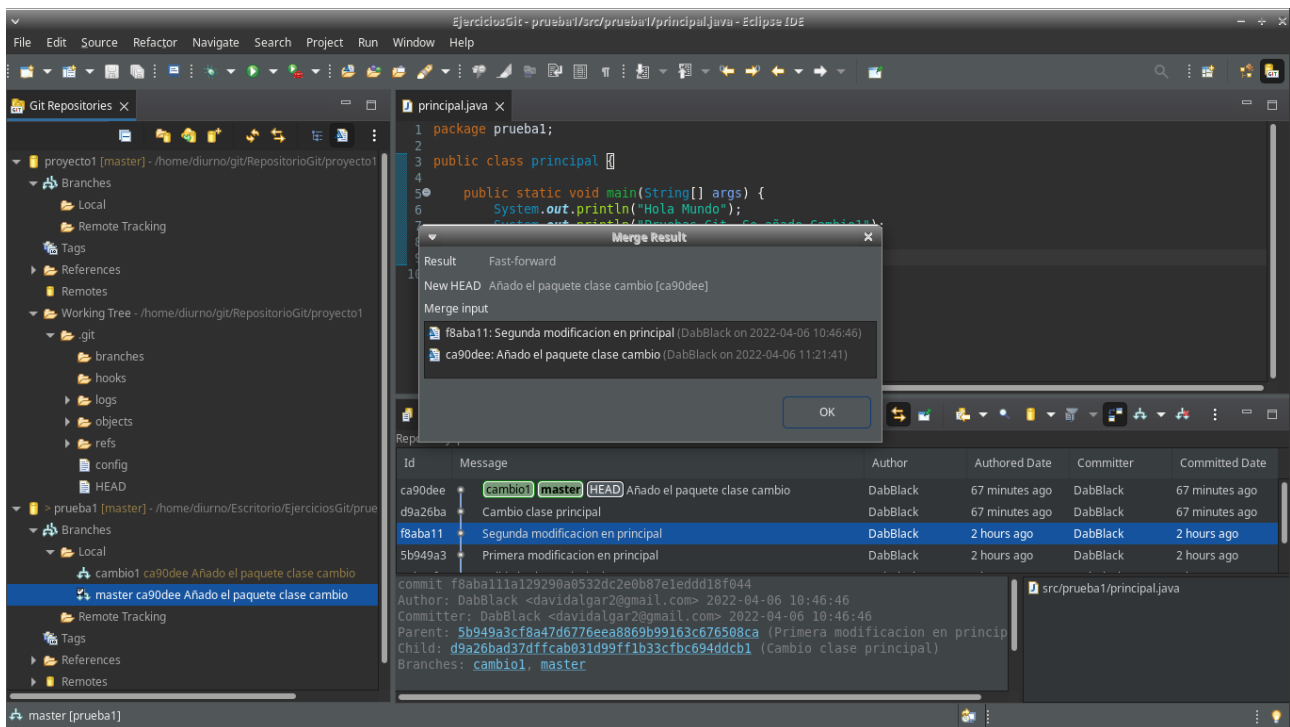 EjerciciosGit - prueba1/src/prueba1/principal.java - Eclipse IDE
File Edit Source Refactor Navigate Search Project Run Window Help
Git Repositories
proyecto1 [master] - /home/diurno/git/RepositorioGit/proyecto1
Branches
Local
Remote Tracking
Tags
References
Remotes
Working Tree - /home/diurno/git/RepositorioGit/proyecto1
.git
branches
hooks
logs
objects
refs
config
HEAD
> prueba1 [master] - /home/diurno/Escritorio/EjerciciosGit/prue
Branches
Local
cambio1 ca90dee Añado el paquete clase cambio
master ca90dee Añado el paquete clase cambio
Remote Tracking
Tags
References
Remotes
principal.java
1 package prueba1;
2
3 public class principal {
4
5 public static void main(String[] args) {
6 System.out.println("Hola Mundo");
7 System.out.println("Pruebas Git. Se añade Cambio1");
8
9
10
Merge Result
Result Fast-forward
New HEAD Añado el paquete clase cambio [ca90dee]
Merge input
f8aba11: Segunda modificacion en principal (DabBlack on 2022-04-06 10:46:46)
ca90dee: Añado el paquete clase cambio (DabBlack on 2022-04-06 11:21:41)
OK
Id Message Author Authored Date Committer Committed Date
ca90dee cambio1 master HEAD Añado el paquete clase cambio DabBlack 67 minutes ago DabBlack 67 minutes ago
d9a26ba Cambio clase principal DabBlack 67 minutes ago DabBlack 67 minutes ago
f8aba11 Segunda modificacion en principal DabBlack 2 hours ago DabBlack 2 hours ago
5b949a3 Primera modificacion en principal DabBlack 2 hours ago DabBlack 2 hours ago
commit f8aba111a129290a0532dc2e0b87e1eddd18f044
Author: DabBlack <davidalgar2@gmail.com> 2022-04-06 10:46:46
Committer: DabBlack <davidalgar2@gmail.com> 2022-04-06 10:46:46
Parent: 5b949a3cf8a47d6776eea8869b99163c676508ca (Primera modificacion en princip
Child: d9a26bad37dffcab031d99ff1b33cfbc694ddcb1 (Cambio clase principal)
Branches: cambio1, master
src/prueba1/principal.java
master [prueba1]